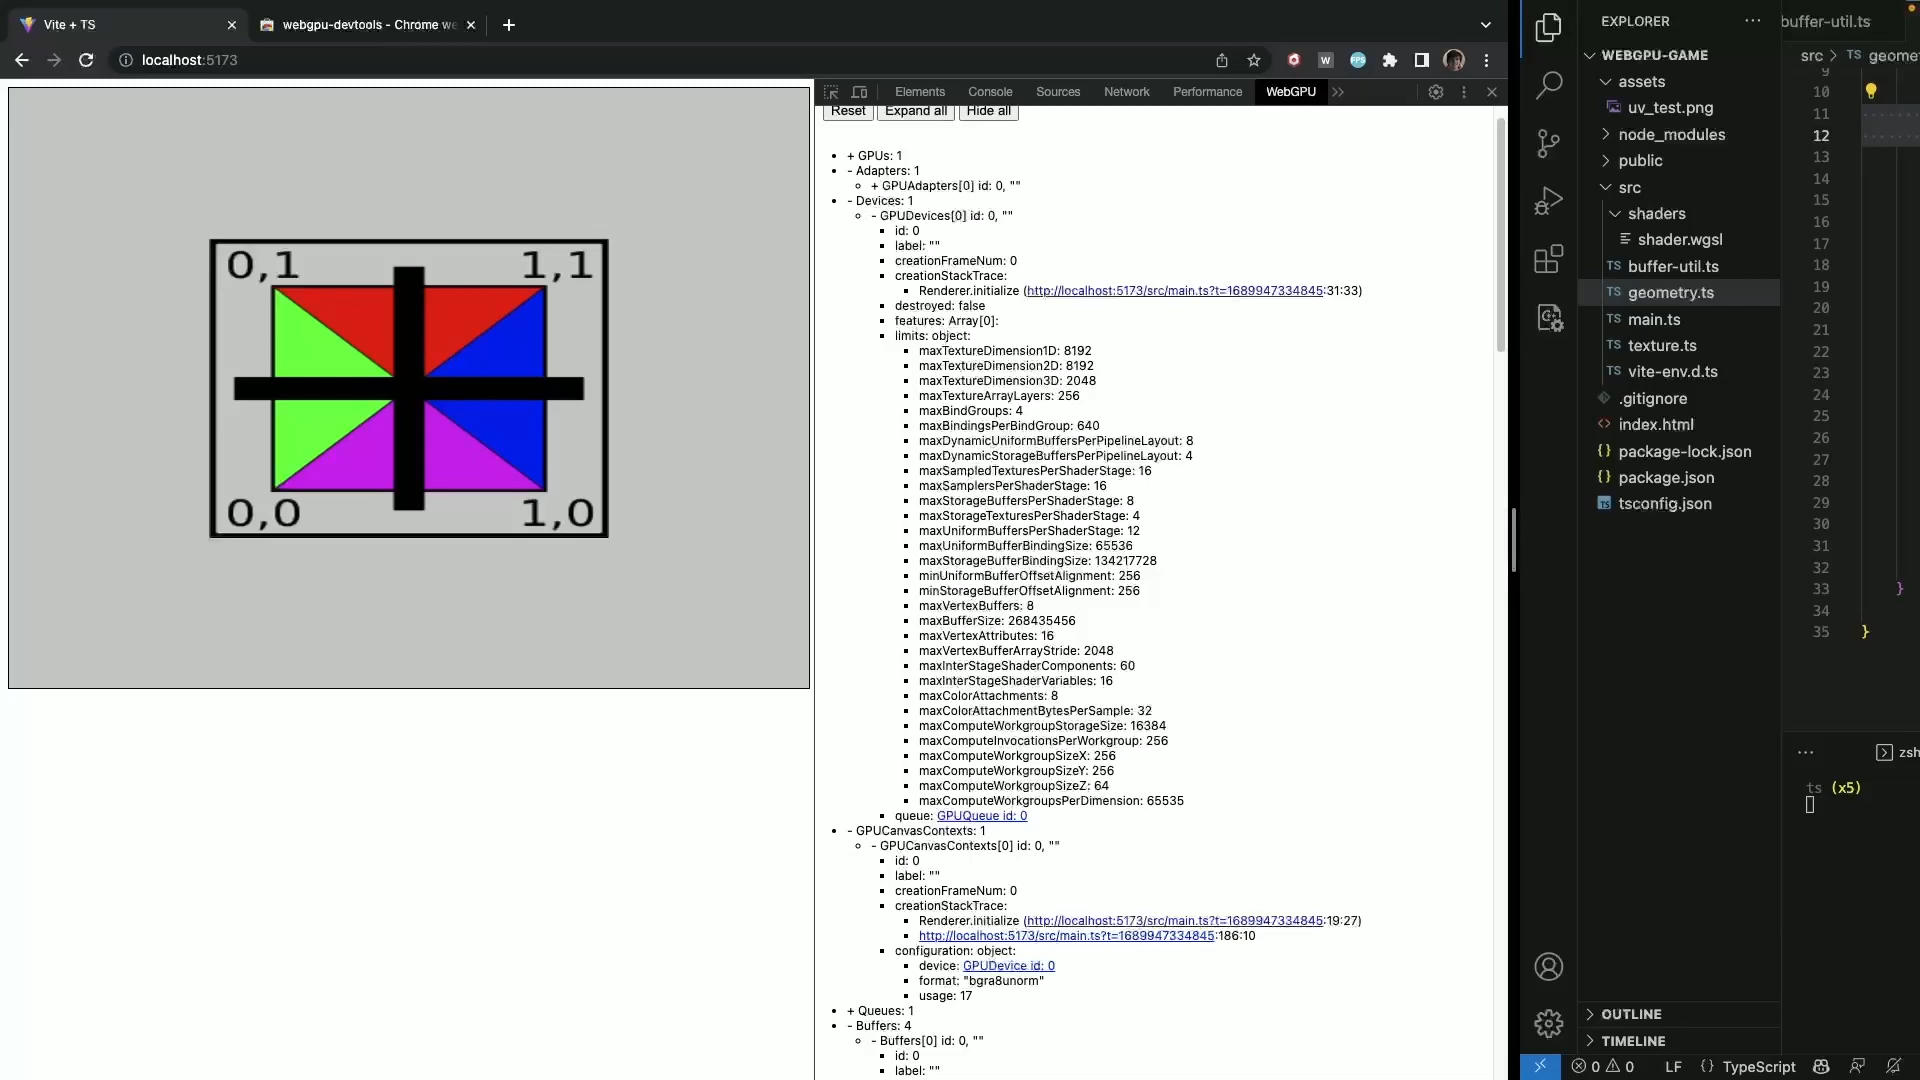 Vite + TS
webgpu-devtools - Chrome we
localhost:5173
W
FPS
0,1
1,1
0,0
1,0
Elements
Console
Sources
Network
Performance
WebGPU
Reset
Expand all
Hide all
+ GPUs: 1
- Adapters: 1
+ GPUAdapters[0] id: 0, ""
- Devices: 1
- GPUDevices[0] id: 0, ""
id: 0
label: ""
creationFrameNum: 0
creationStackTrace:
Renderer.initialize (http://localhost:5173/src/main.ts?t=1689947334845:31:33)
destroyed: false
features: Array[0]:
limits: object:
maxTextureDimension1D: 8192
maxTextureDimension2D: 8192
maxTextureDimension3D: 2048
maxTextureArrayLayers: 256
maxBindGroups: 4
maxBindingsPerBindGroup: 640
maxDynamicUniformBuffersPerPipelineLayout: 8
maxDynamicStorageBuffersPerPipelineLayout: 4
maxSampledTexturesPerShaderStage: 16
maxSamplersPerShaderStage: 16
maxStorageBuffersPerShaderStage: 8
maxStorageTexturesPerShaderStage: 4
maxUniformBuffersPerShaderStage: 12
maxUniformBufferBindingSize: 65536
maxStorageBufferBindingSize: 134217728
minUniformBufferOffsetAlignment: 256
minStorageBufferOffsetAlignment: 256
maxVertexBuffers: 8
maxBufferSize: 268435456
maxVertexAttributes: 16
maxVertexBufferArrayStride: 2048
maxInterStageShaderComponents: 60
maxInterStageShaderVariables: 16
maxColorAttachments: 8
maxColorAttachmentBytesPerSample: 32
maxComputeWorkgroupStorageSize: 16384
maxComputeInvocationsPerWorkgroup: 256
maxComputeWorkgroupSizeX: 256
maxComputeWorkgroupSizeY: 256
maxComputeWorkgroupSizeZ: 64
maxComputeWorkgroupsPerDimension: 65535
queue: GPUQueue id: 0
- GPUCanvasContexts: 1
- GPUCanvasContexts[0] id: 0, ""
id: 0
label: ""
creationFrameNum: 0
creationStackTrace:
Renderer.initialize (http://localhost:5173/src/main.ts?t=1689947334845:19:27)
http://localhost:5173/src/main.ts?t=1689947334845:186:10
configuration: object:
device: GPUDevice id: 0
format: "bgra8unorm"
usage: 17
+ Queues: 1
- Buffers: 4
- Buffers[0] id: 0, ""
id: 0
label: ""
EXPLORER
WEBGPU-GAME
assets
uv_test.png
node_modules
public
src
shaders
shader.wgsl
TS buffer-util.ts
TS geometry.ts
TS main.ts
TS texture.ts
TS vite-env.d.ts
.gitignore
index.html
package-lock.json
package.json
tsconfig.json
OUTLINE
TIMELINE
buffer-util.ts
src > TS geome
9
10
11
12
13
14
15
16
17
18
19
20
21
22
23
24
25
26
27
28
29
30
31
32
33 }
34
35 }
zsh
ts (x5)
0 0
LF
{} TypeScript